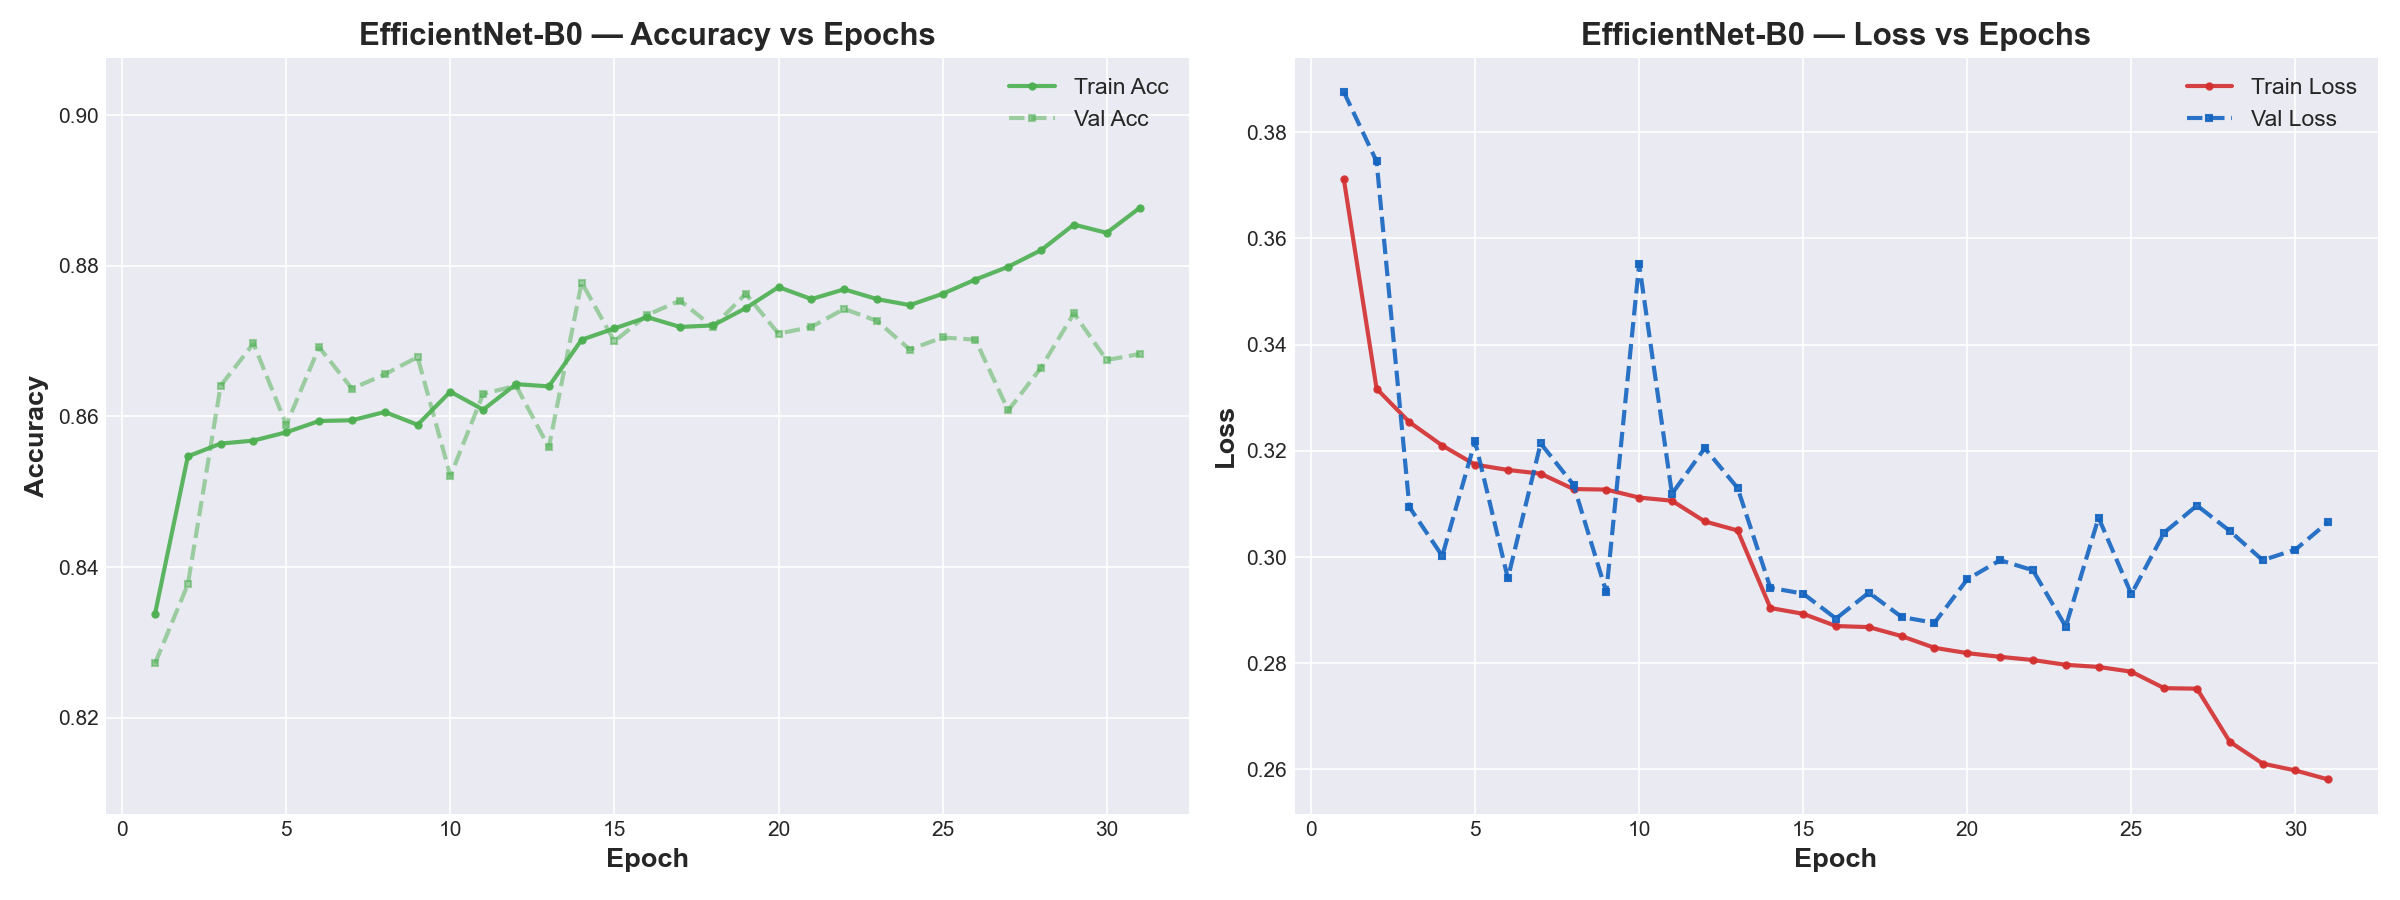 EfficientNet-B0 — Accuracy vs Epochs
Train Acc
Val Acc
0.90
0.88
0.86
0.84
0.82
Accuracy
0 5 10 15 20 25 30
Epoch
EfficientNet-B0 — Loss vs Epochs
Train Loss
Val Loss
0.38
0.36
0.34
0.32
0.30
0.28
0.26
Loss
0 5 10 15 20 25 30
Epoch